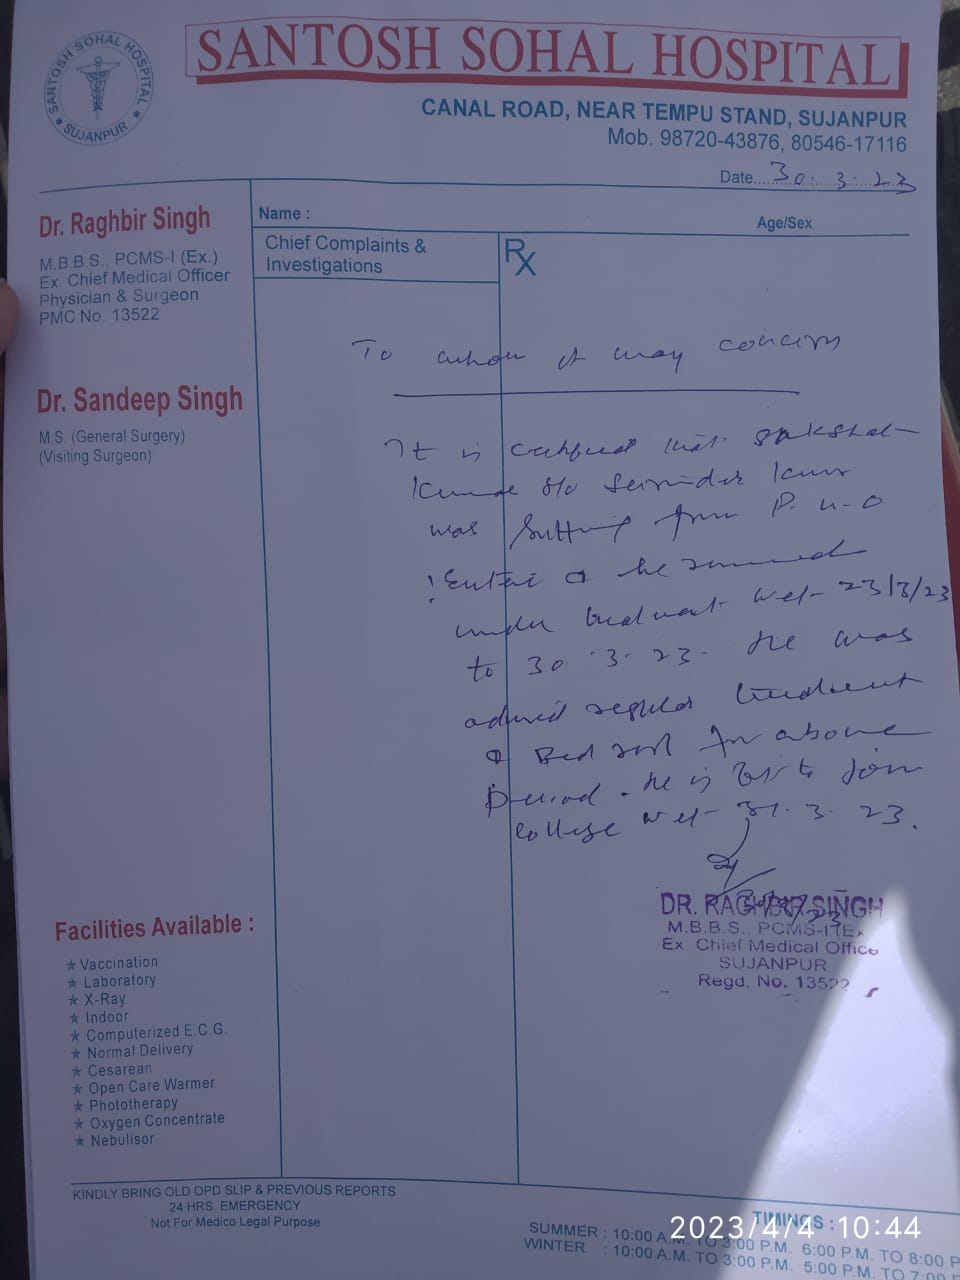 SANTOSH SOHAL HOSPITAL
SANTOSH SOHAL HOSPITAL
★ SUJANPUR ★
CANAL ROAD, NEAR TEMPU STAND, SUJANPUR
Mob. 98720-43876, 80546-17116
Date 30.3.23
Dr. Raghbir Singh
M.B.B.S., PCMS-I (Ex.)
Ex. Chief Medical Officer
Physician & Surgeon
PMC No. 13522
Dr. Sandeep Singh
M.S. (General Surgery)
(Visiting Surgeon)
Name :
Age/Sex
Chief Complaints &
Investigations
Rx
To whom it may concern
It is certified that Sakshat
Kumar S/o Surinder Kumar
was suffering from P.U.O
& he remained
under treatment wef 23/3/23
to 30.3.23. He was
advised regular treatment
& Bed rest for above
period. He is fit to join
college wef 31.3.23.
DR. RAGHBIR SINGH
M.B.B.S., PCMS-I
Ex Chief Medical
SUJANPUR
Regd. No. 13522
Facilities Available :
★ Vaccination
★ Laboratory
★ X-Ray
★ Indoor
★ Computerized E.C.G.
★ Normal Delivery
★ Cesarean
★ Open Care Warmer
★ Phototherapy
★ Oxygen Concentrate
★ Nebulisor
KINDLY BRING OLD OPD SLIP & PREVIOUS REPORTS
24 HRS. EMERGENCY
Not For Medico Legal Purpose
TIMINGS :
SUMMER : 10:00 A.M. TO 3:00 P.M. 6:00 P.M. TO 8:00 P
WINTER : 10:00 A.M. TO 3:00 P.M. 5:00 P.M. TO
2023/4/4 10:44